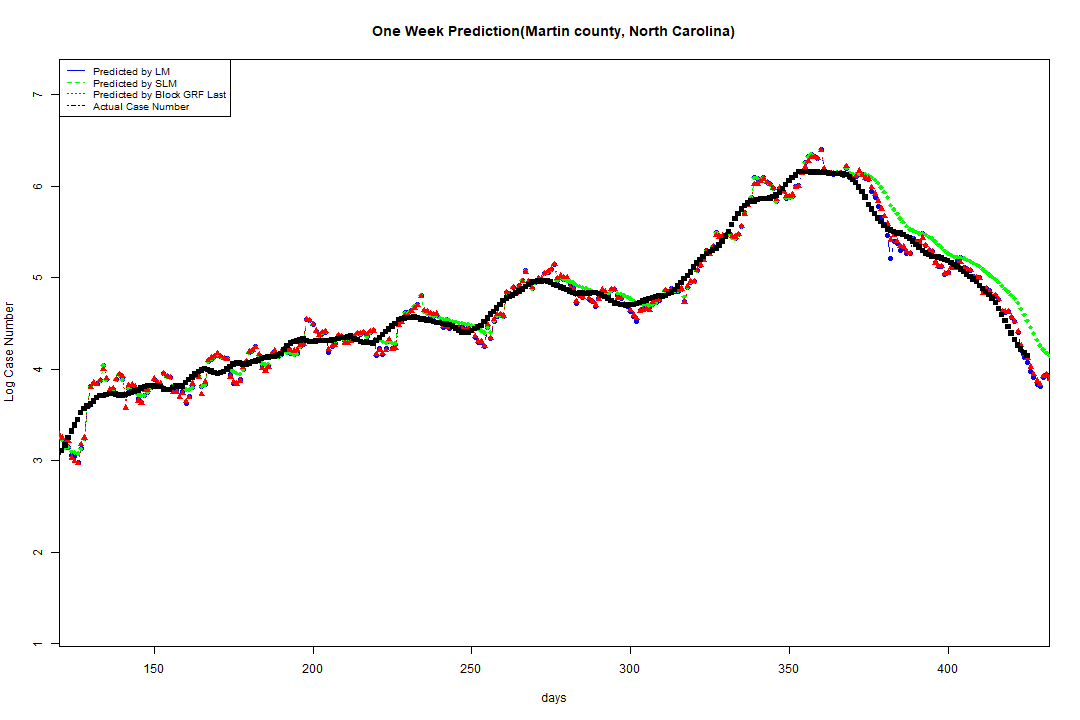 One Week Prediction(Martin county, North Carolina)
Predicted by LM
Predicted by SLM
Predicted by Block GRF Last
Actual Case Number
7
6
5
4
3
2
1
Log Case Number
150 200 250 300 350 400
days